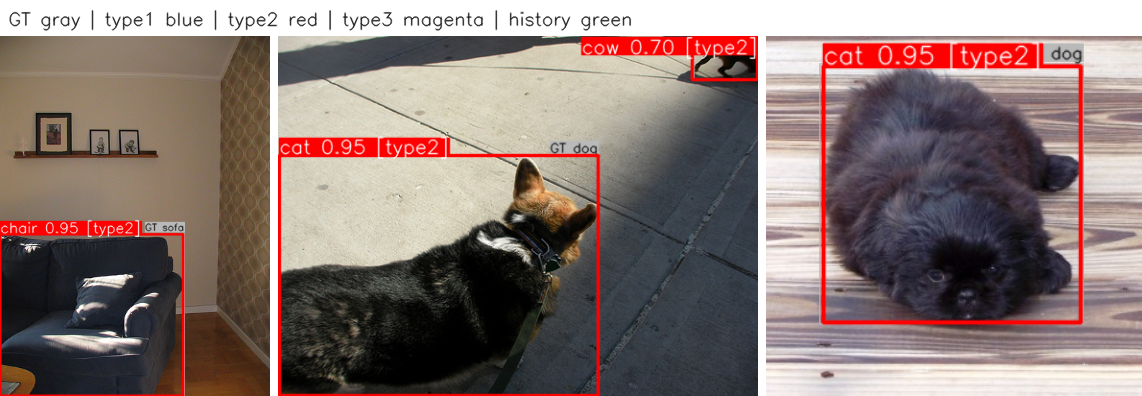 GT gray | type1 blue | type2 red | type3 magenta | history green
cow 0.70 [type2]
cat 0.95 [type2] dog
cat 0.95 [type2] GT dog
chair 0.95 [type2] GT sofa